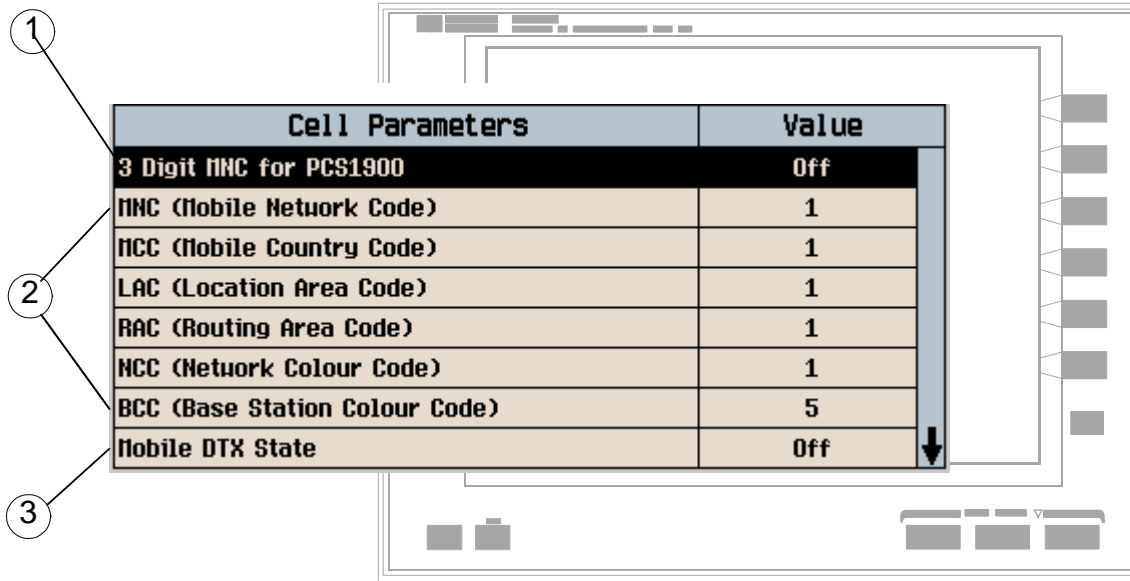 1
Cell Parameters Value
3 Digit MNC for PCS1900 Off
MNC (Mobile Network Code) 1
MCC (Mobile Country Code) 1
LAC (Location Area Code) 1
RAC (Routing Area Code) 1
2
NCC (Network Colour Code) 1
BCC (Base Station Colour Code) 5
Mobile DTX State Off
3